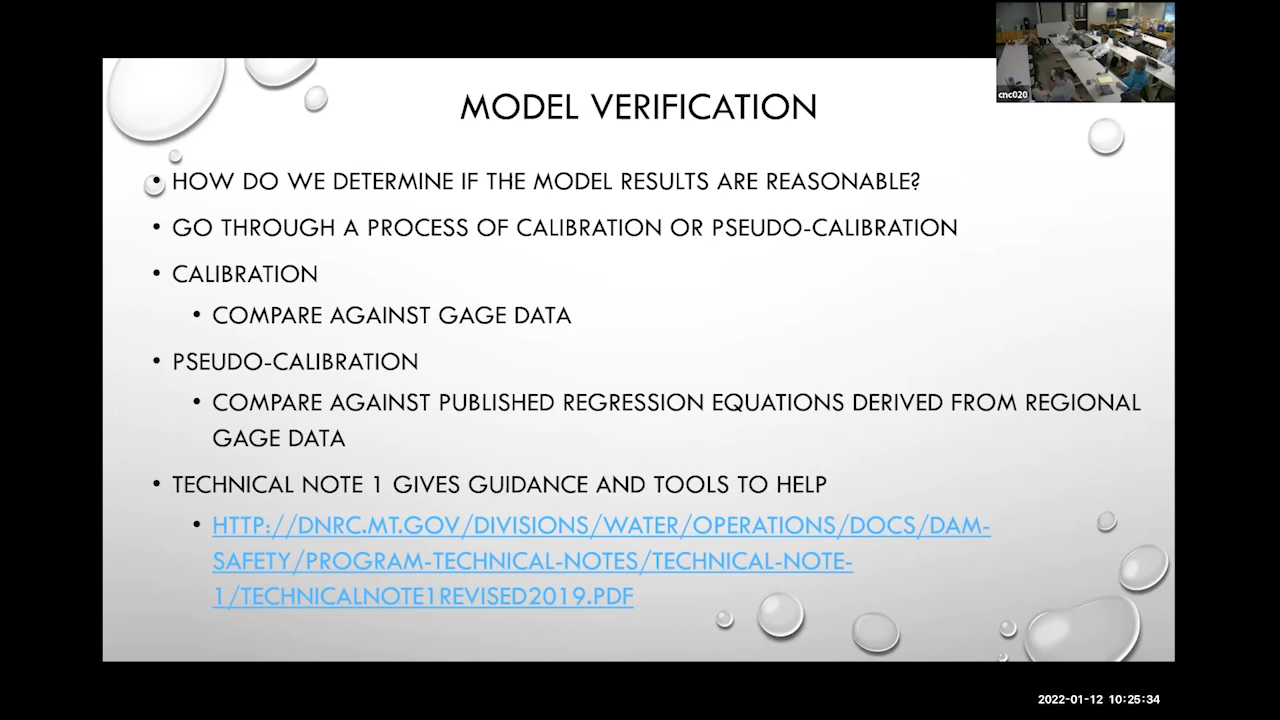 cnc020
MODEL VERIFICATION
• HOW DO WE DETERMINE IF THE MODEL RESULTS ARE REASONABLE?
• GO THROUGH A PROCESS OF CALIBRATION OR PSEUDO-CALIBRATION
• CALIBRATION
• COMPARE AGAINST GAGE DATA
• PSEUDO-CALIBRATION
• COMPARE AGAINST PUBLISHED REGRESSION EQUATIONS DERIVED FROM REGIONAL
GAGE DATA
• TECHNICAL NOTE 1 GIVES GUIDANCE AND TOOLS TO HELP
• HTTP://DNRC.MT.GOV/DIVISIONS/WATER/OPERATIONS/DOCS/DAM-
SAFETY/PROGRAM-TECHNICAL-NOTES/TECHNICAL-NOTE-
1/TECHNICALNOTE1REVISED2019.PDF
2022-01-12 10:25:34